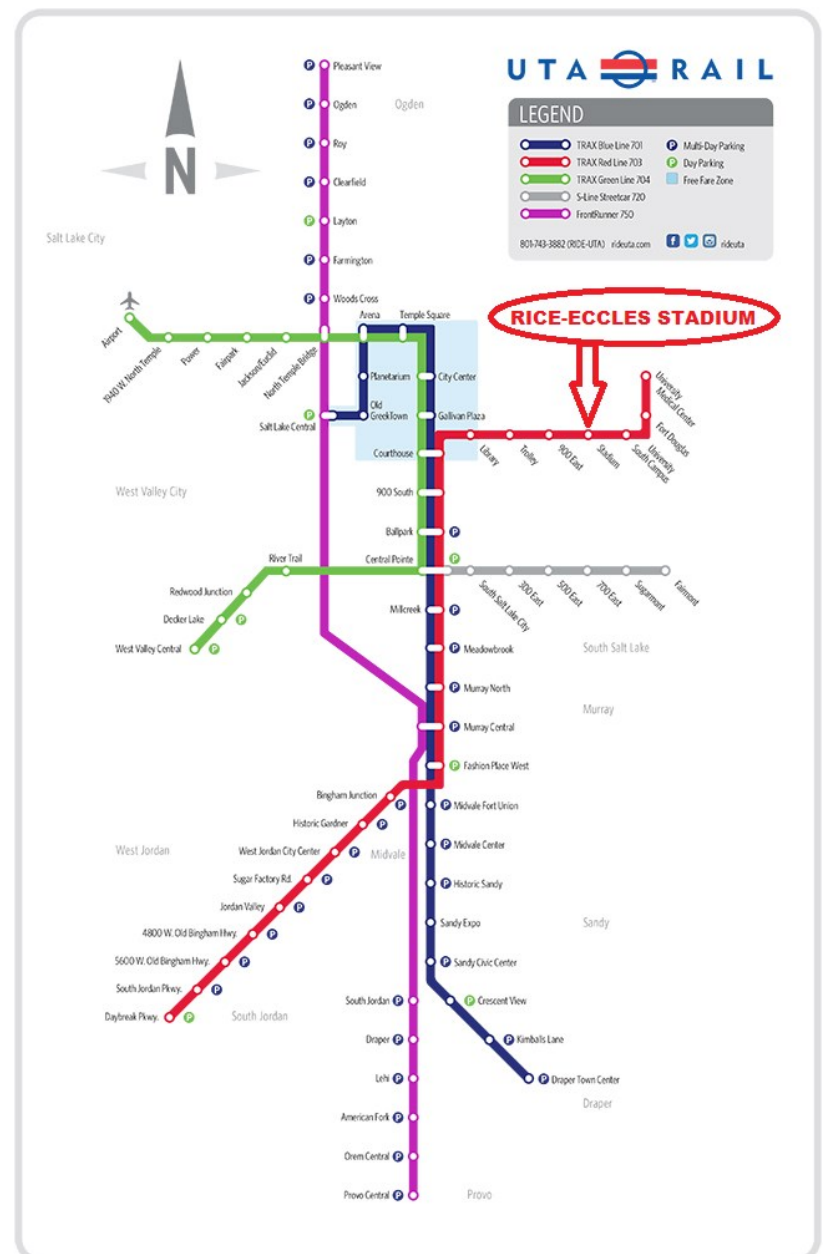 UTA RAIL
LEGEND
TRAX Blue Line 701
TRAX Red Line 703
TRAX Green Line 704
S-Line Streetcar 720
FrontRunner 750
P Multi-Day Parking
P Day Parking
Free Fare Zone
801-743-3882 (RIDE-UTA) rideuta.com
rideuta
N
Pleasant View
Ogden
Ogden
Roy
Clearfield
Layton
Salt Lake City
Farmington
Woods Cross
RICE-ECCLES STADIUM
Airport
1940 W. North Temple
Power
Fairpark
Jackson/Euclid
North Temple Bridge
Arena
Temple Square
Planetarium
City Center
Old
GreekTown
Salt Lake Central
Gallivan Plaza
Courthouse
Library
Trolley
900 East
Stadium
University
South Campus
Fort Douglas
University
Medical Center
West Valley City
900 South
Ballpark
Central Pointe
River Trail
Redwood Junction
Decker Lake
West Valley Central
South Salt Lake City
300 East
500 East
700 East
Sugarmont
Fairmont
Millcreek
Meadowbrook
South Salt Lake
Murray North
Murray
Murray Central
Fashion Place West
Bingham Junction
Midvale Fort Union
Historic Gardner
West Jordan
West Jordan City Center
Midvale
Midvale Center
Sugar Factory Rd.
Historic Sandy
Jordan Valley
Sandy Expo
Sandy
4800 W. Old Bingham Hwy.
5600 W. Old Bingham Hwy.
Sandy Civic Center
South Jordan Pkwy.
Daybreak Pkwy.
South Jordan
South Jordan
Crescent View
Draper
Kimballs Lane
Lehi
Draper Town Center
Draper
American Fork
Orem Central
Provo Central
Provo